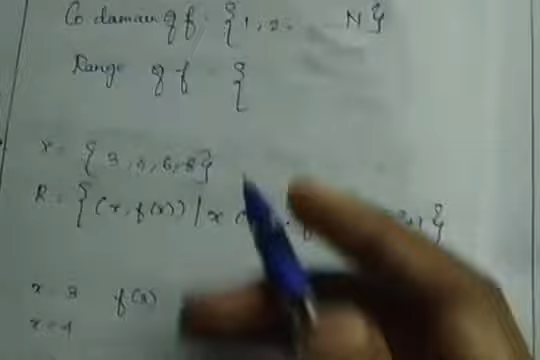 Co domain of f = {1, 2, ... N}
Range of f = {
x = { 3, 4, 6, 8}
R = { (x, f(x)) / x
x = 3 f(x)
x = 4